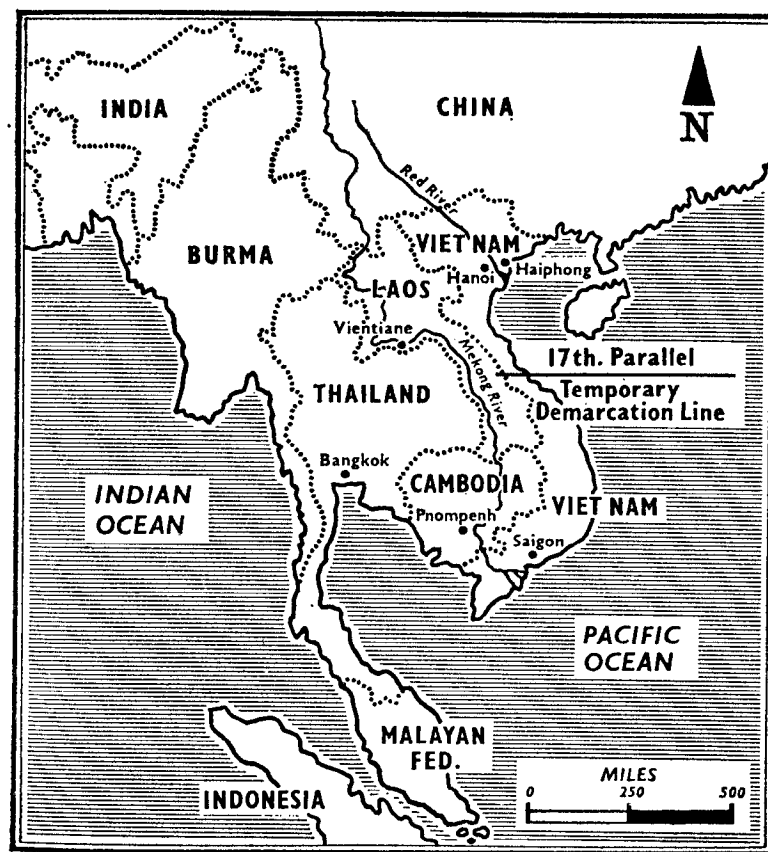 INDIA
CHINA
N
Red River
BURMA
VIET NAM
Hanoi
Haiphong
LAOS
Vientiane
Mekong River
17th. Parallel
Temporary
Demarcation Line
THAILAND
Bangkok
CAMBODIA
Pnompenh
VIET NAM
Saigon
INDIAN
OCEAN
PACIFIC
OCEAN
MALAYAN
FED.
INDONESIA
MILES
0 250 500